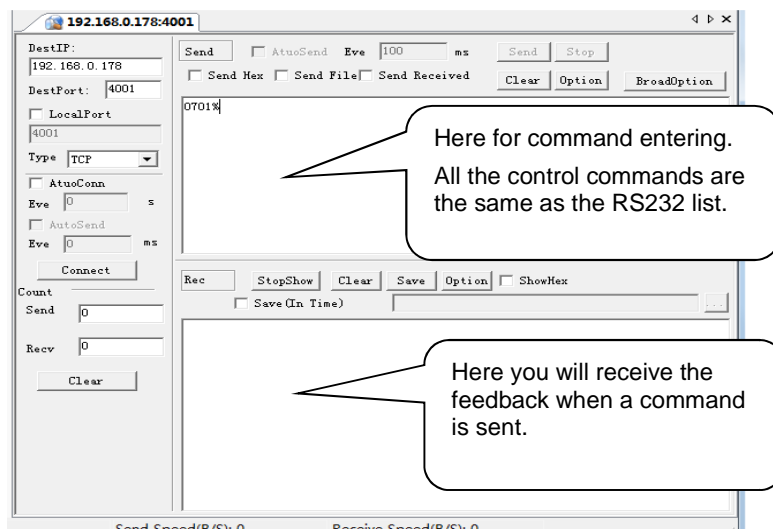 192.168.0.178:4001
DestIP:
192.168.0.178
DestPort: 4001
LocalPort
4001
Type TCP
AtuoConn
Eve 0 s
AutoSend
Eve 0 ms
Connect
Count
Send 0
Recv 0
Clear
Send AtuoSend Eve 100 ms Send Stop
Send Hex Send File Send Received Clear Option BroadOption
0701%
Here for command entering.
All the control commands are
the same as the RS232 list.
Rec StopShow Clear Save Option ShowHex
Save(In Time) ...
Here you will receive the
feedback when a command
is sent.
Send Speed(B/S): 0 Receive Speed(B/S): 0